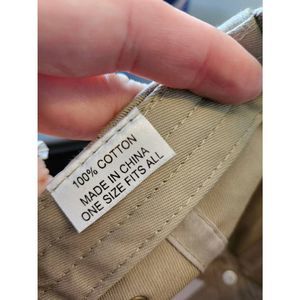 100% COTTON
MADE IN CHINA
ONE SIZE FITS ALL